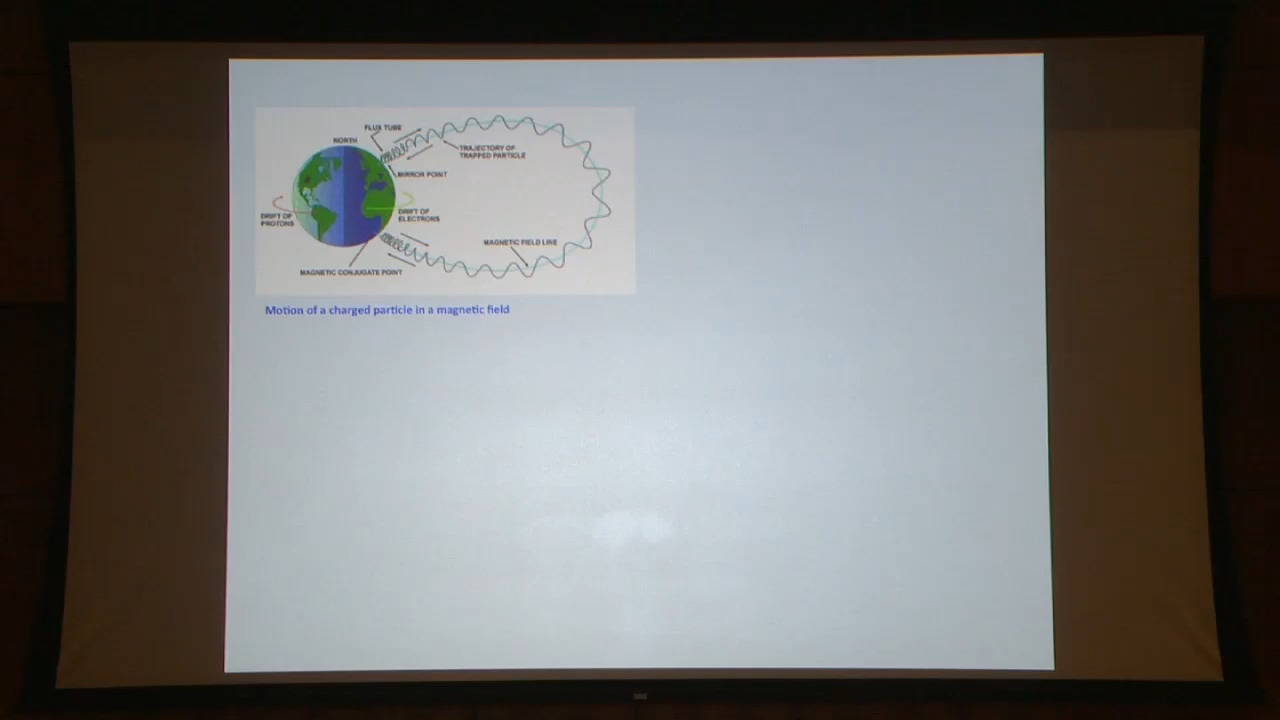 FLUX TUBE
NORTH
TRAJECTORY OF
TRAPPED PARTICLE
MIRROR POINT
DRIFT OF
PROTONS
DRIFT OF
ELECTRONS
MAGNETIC FIELD LINE
MAGNETIC CONJUGATE POINT
Motion of a charged particle in a magnetic field